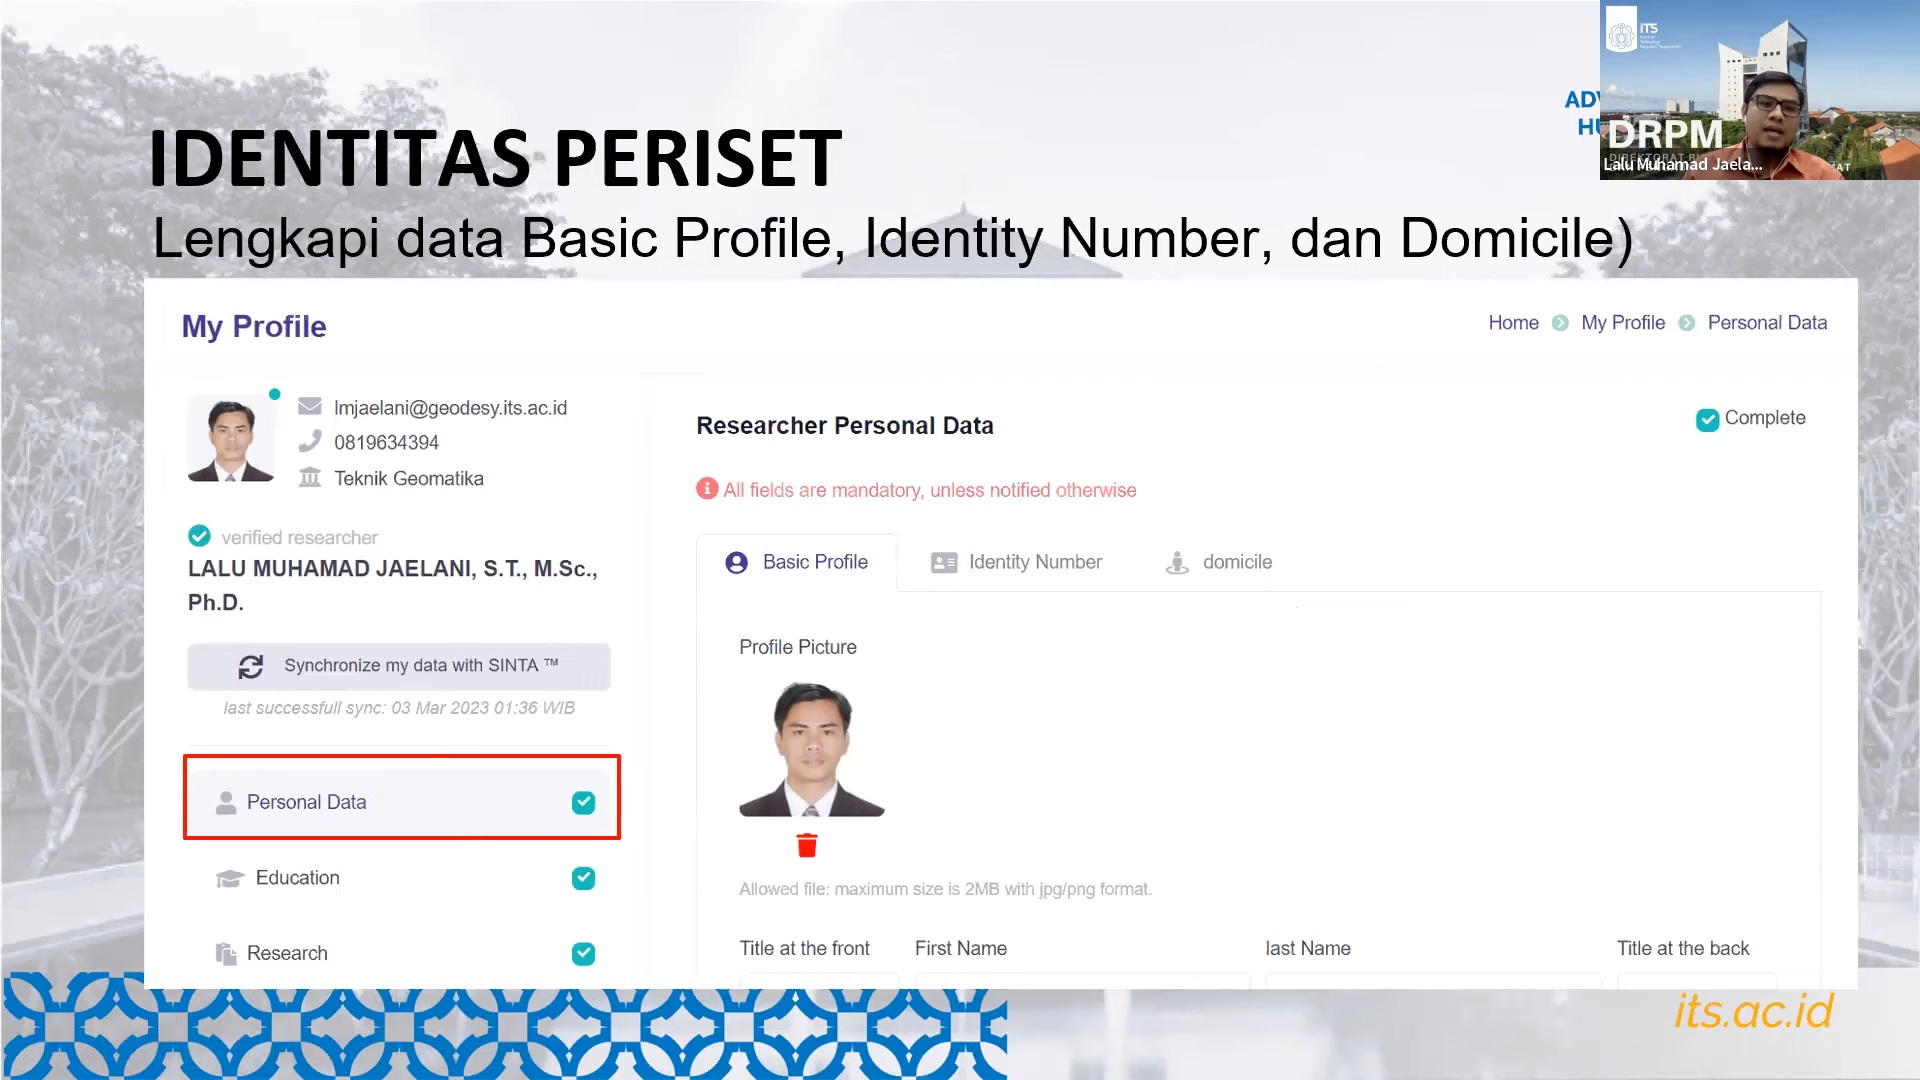 iTS
AD
HU
DRPM
Lalu Muhamad Jaela...
IDENTITAS PERISET
Lengkapi data Basic Profile, Identity Number, dan Domicile)
My Profile
Home My Profile Personal Data
lmjaelani@geodesy.its.ac.id
0819634394
Teknik Geomatika
verified researcher
LALU MUHAMAD JAELANI, S.T., M.Sc.,
Ph.D.
Synchronize my data with SINTA ™
last successfull sync: 03 Mar 2023 01:36 WIB
Personal Data
Education
Research
Researcher Personal Data
Complete
All fields are mandatory, unless notified otherwise
Basic Profile Identity Number domicile
Profile Picture
Allowed file: maximum size is 2MB with jpg/png format.
Title at the front First Name last Name Title at the back
its.ac.id